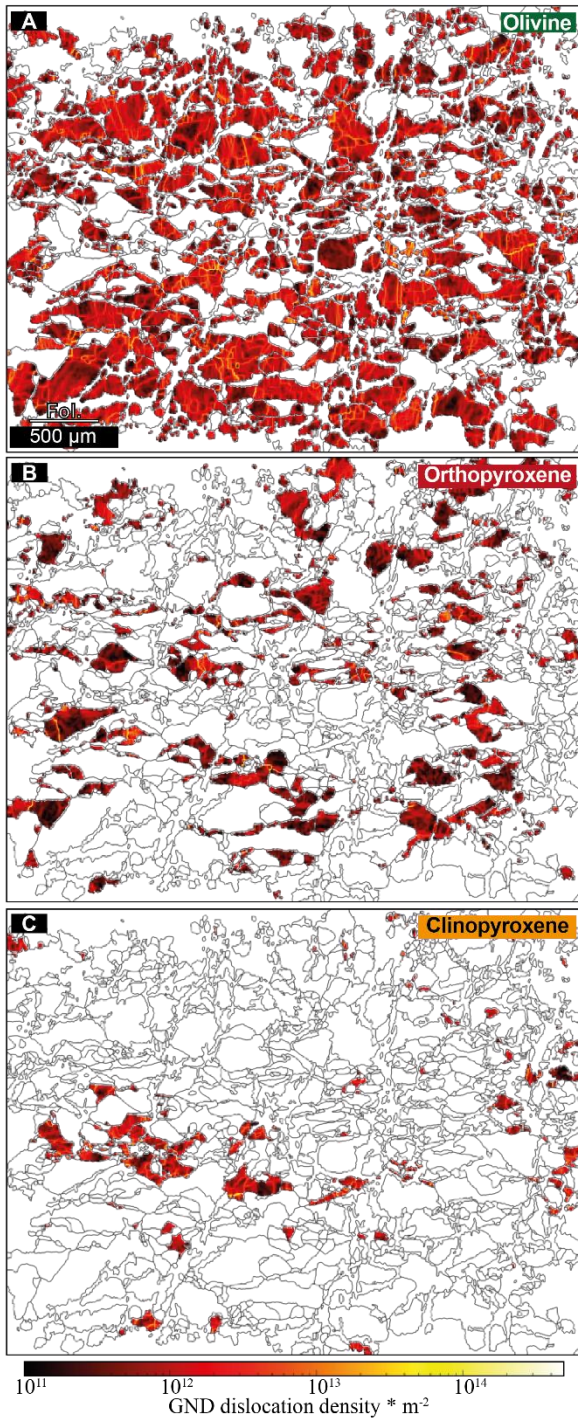 A
Olivine
Fol.
500 µm
B
Orthopyroxene
C
Clinopyroxene
10¹¹ 10¹² 10¹³ 10¹⁴
GND dislocation density * m⁻²